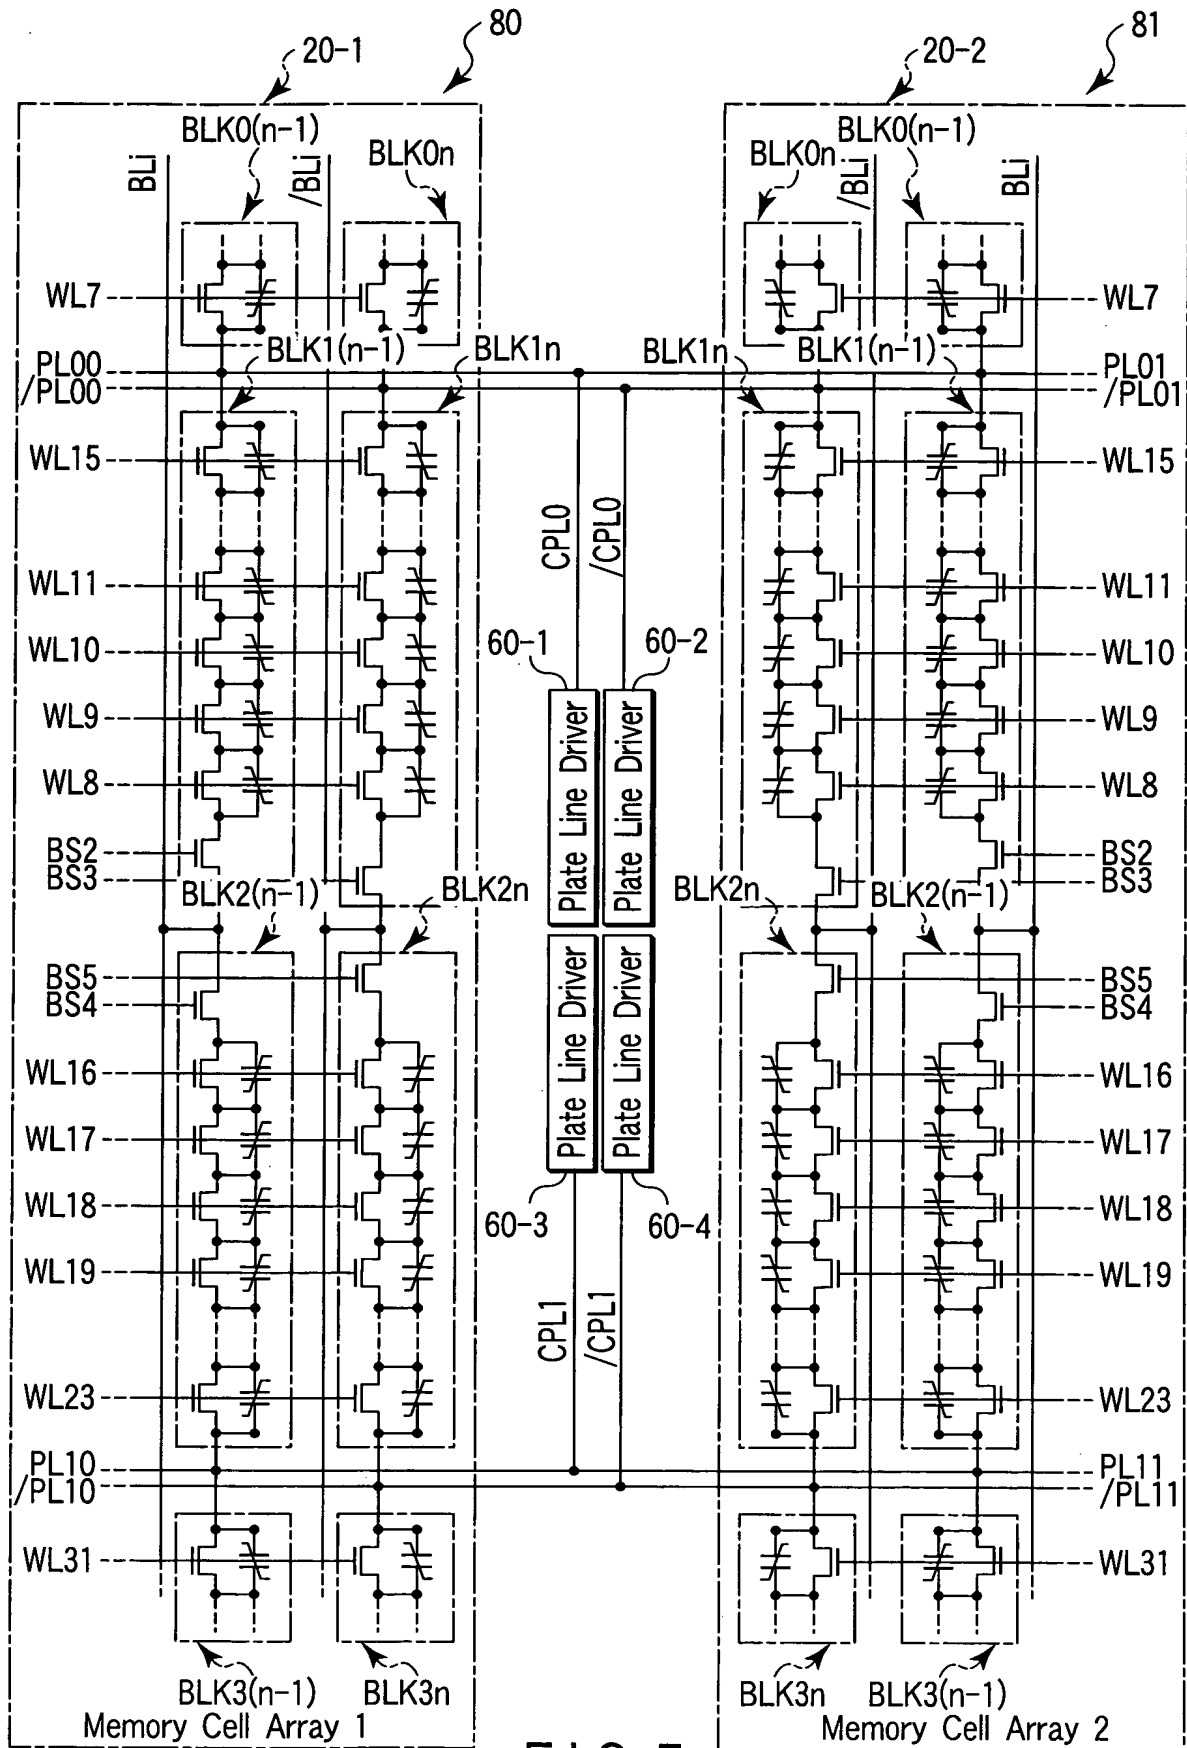 80 81
20-1 20-2
BLK0(n-1) BLK0(n-1)
BLi /BLi BLK0n BLK0n /BLi BLi
WL7 WL7
BLK1(n-1) BLK1n BLK1n BLK1(n-1)
PL00 PL01
/PL00 /PL01
WL15 WL15
CPL0 /CPL0
WL11 WL11
60-1 60-2
WL10 WL10
WL9 WL9
Plate Line Driver Plate Line Driver
WL8 WL8
BS2 BS2
BS3 BS3
BLK2(n-1) BLK2n BLK2n BLK2(n-1)
BS5 BS5
BS4 BS4
Plate Line Driver Plate Line Driver
WL16 WL16
WL17 WL17
WL18 WL18
60-3 60-4
WL19 WL19
CPL1 /CPL1
WL23 WL23
PL10 PL11
/PL10 /PL11
WL31 WL31
BLK3(n-1) BLK3n BLK3n BLK3(n-1)
Memory Cell Array 1 Memory Cell Array 2